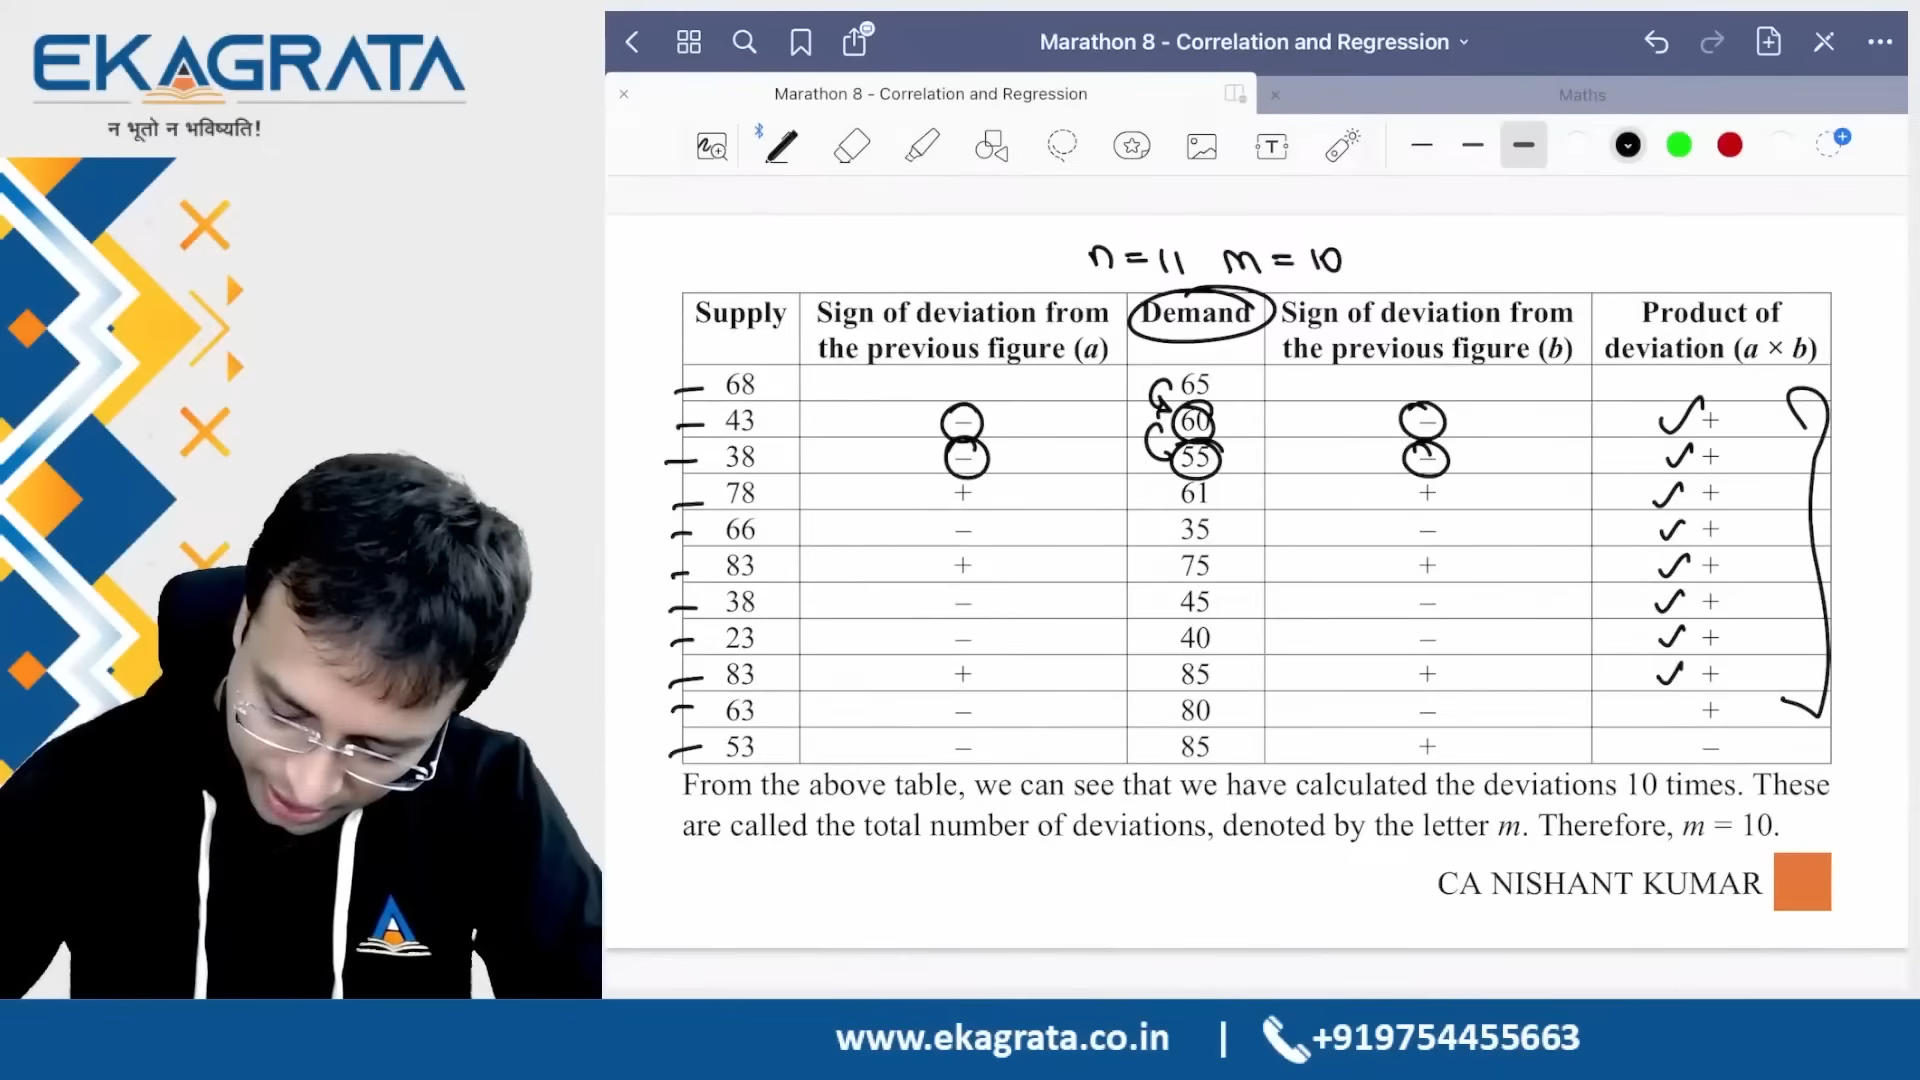 EKAGRATA
न भूतो न भविष्यति!
Marathon 8 - Correlation and Regression
Marathon 8 - Correlation and Regression
Maths
n = 11 m = 10
Supply Sign of deviation from the previous figure (a) Demand Sign of deviation from the previous figure (b) Product of deviation (a × b)
68 65
43 – 60 – +
38 – 55 – +
78 + 61 + +
66 – 35 – +
83 + 75 + +
38 – 45 – +
23 – 40 – +
83 + 85 + +
63 – 80 – +
53 – 85 + –
From the above table, we can see that we have calculated the deviations 10 times. These
are called the total number of deviations, denoted by the letter m. Therefore, m = 10.
CA NISHANT KUMAR
www.ekagrata.co.in | +919754455663